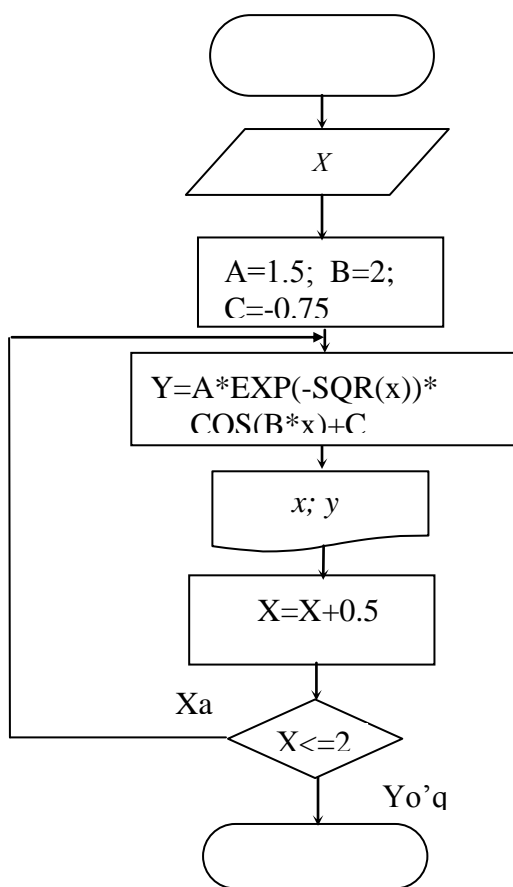 X
A=1.5; B=2;
C=-0.75
Y=A*EXP(-SQR(x))*
COS(B*x)+C
x; y
X=X+0.5
Xa
X<=2
Yo’q